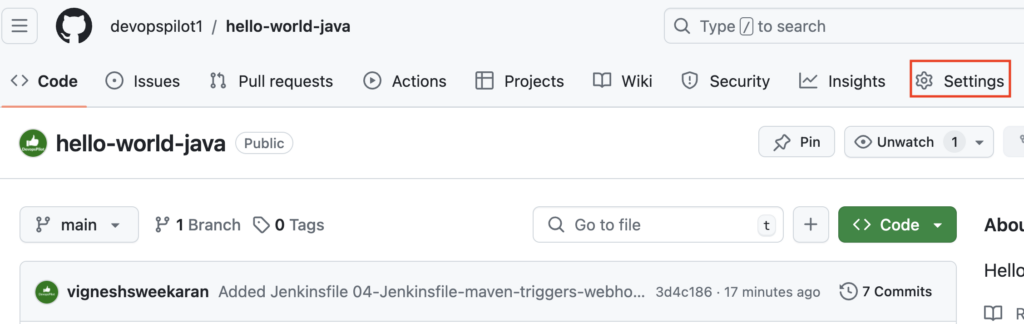 devopspilot1 / hello-world-java Type / to search
<> Code Issues Pull requests Actions Projects Wiki Security Insights Settings
hello-world-java Public Pin Unwatch 1
main 1 Branch 0 Tags Go to file t + <> Code
vigneshsweekaran Added Jenkinsfile 04-Jenkinsfile-maven-triggers-webho... 3d4c186 · 17 minutes ago 7 Commits
Hello